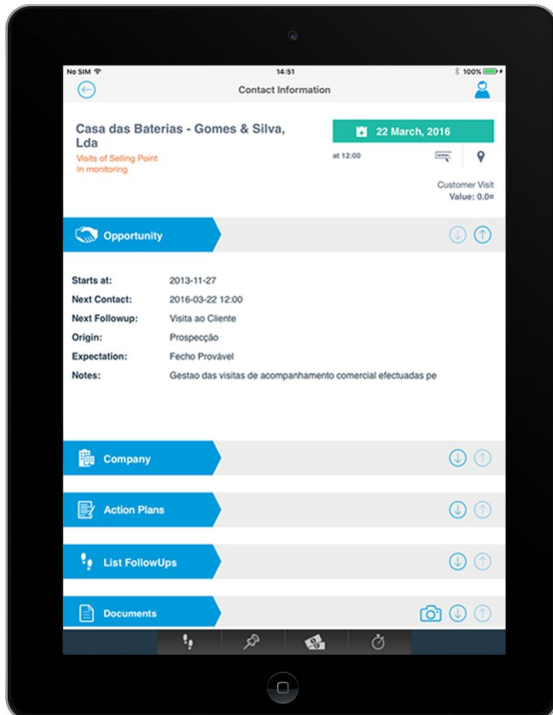 No SIM 14:51 100%
Contact Information
Casa das Baterias - Gomes & Silva,
Lda
Visits of Selling Point
In monitoring
22 March, 2016
at 12:00
Customer Visit
Value: 0.0¤
Opportunity
Starts at: 2013-11-27
Next Contact: 2016-03-22 12:00
Next Followup: Visita ao Cliente
Origin: Prospecção
Expectation: Fecho Provável
Notes: Gestao das visitas de acompanhamento comercial efectuadas pe
Company
Action Plans
List FollowUps
Documents